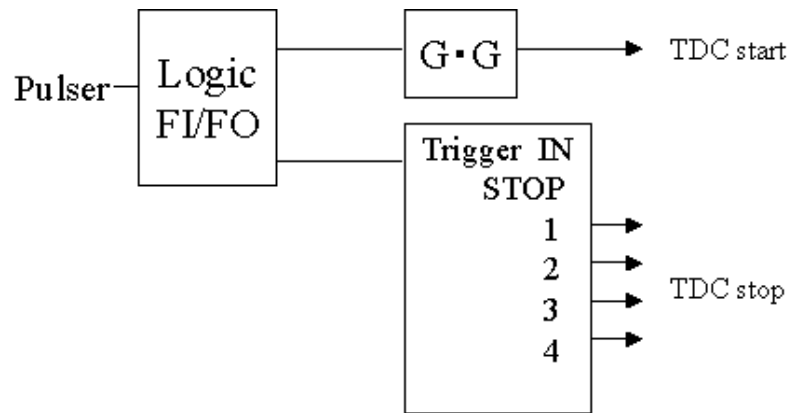 Pulser
Logic
FI/FO
G・G
TDC start
Trigger IN
STOP
1
2
3
4
TDC stop